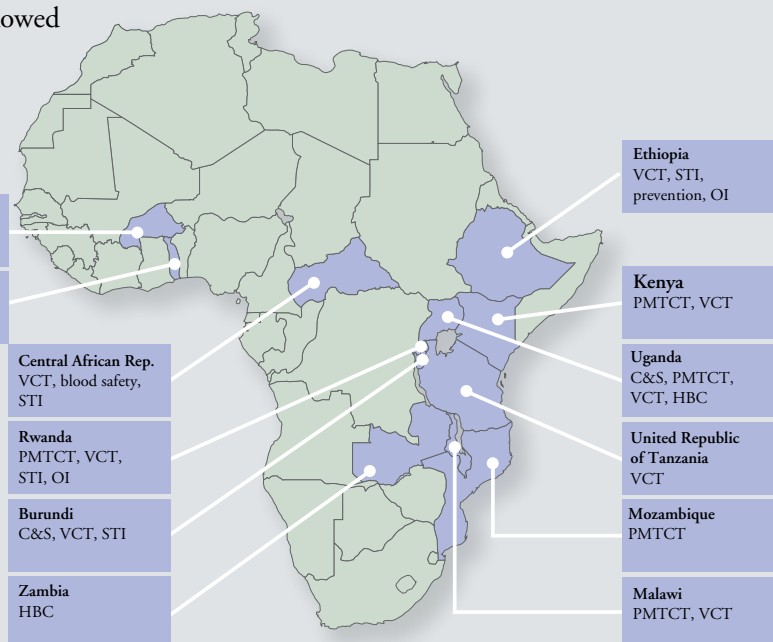 Ethiopia
VCT, STI,
prevention, OI
Kenya
PMTCT, VCT
Central African Rep.
VCT, blood safety,
STI
Uganda
C&S, PMTCT,
VCT, HBC
Rwanda
PMTCT, VCT,
STI, OI
United Republic
of Tanzania
VCT
Burundi
C&S, VCT, STI
Mozambique
PMTCT
Zambia
HBC
Malawi
PMTCT, VCT